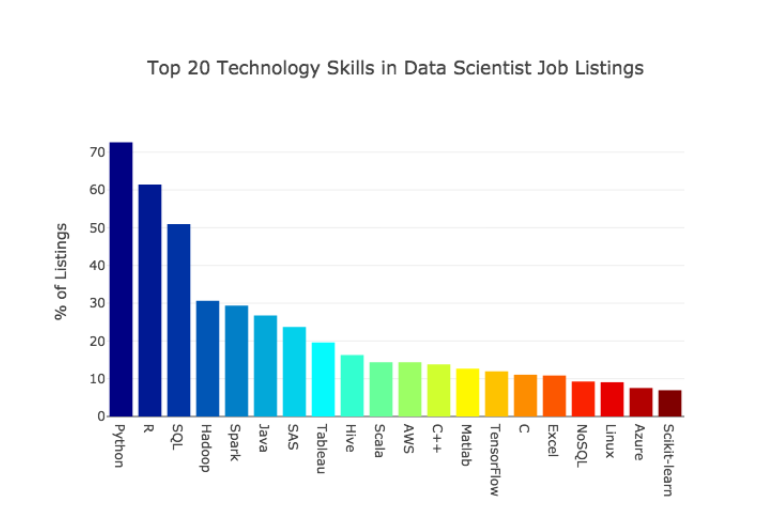 Top 20 Technology Skills in Data Scientist Job Listings
% of Listings
70
60
50
40
30
20
10
0
Python
R
SQL
Hadoop
Spark
Java
SAS
Tableau
Hive
Scala
AWS
C++
Matlab
TensorFlow
C
Excel
NoSQL
Linux
Azure
Scikit-learn